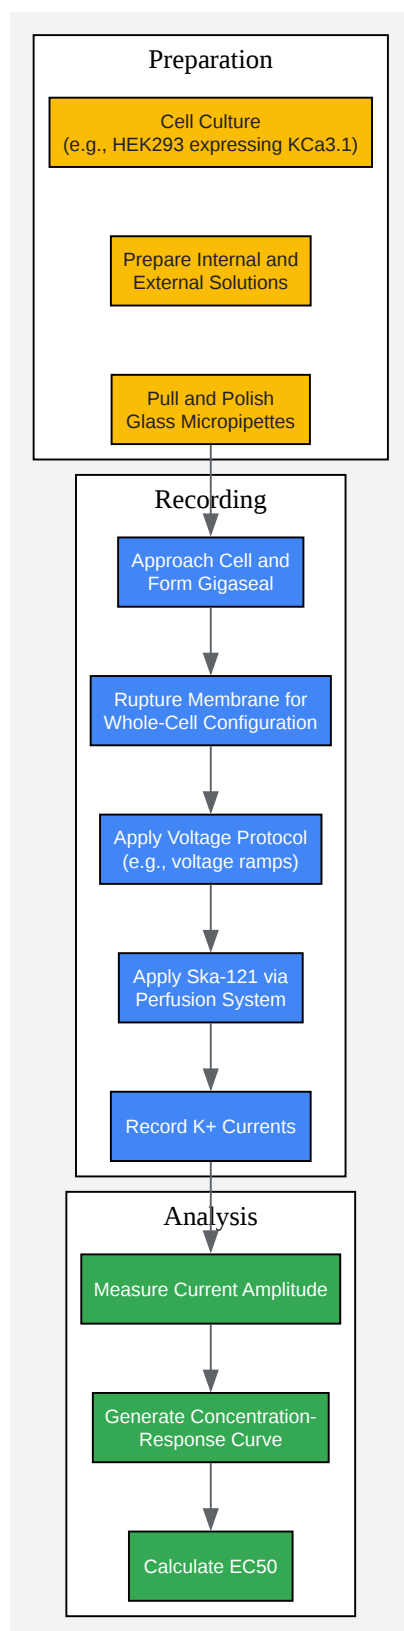 Preparation
Cell Culture
(e.g., HEK293 expressing KCa3.1)
Prepare Internal and
External Solutions
Pull and Polish
Glass Micropipettes
Recording
Approach Cell and
Form Gigaseal
Rupture Membrane for
Whole-Cell Configuration
Apply Voltage Protocol
(e.g., voltage ramps)
Apply Ska-121 via
Perfusion System
Record K+ Currents
Analysis
Measure Current Amplitude
Generate Concentration-
Response Curve
Calculate EC50